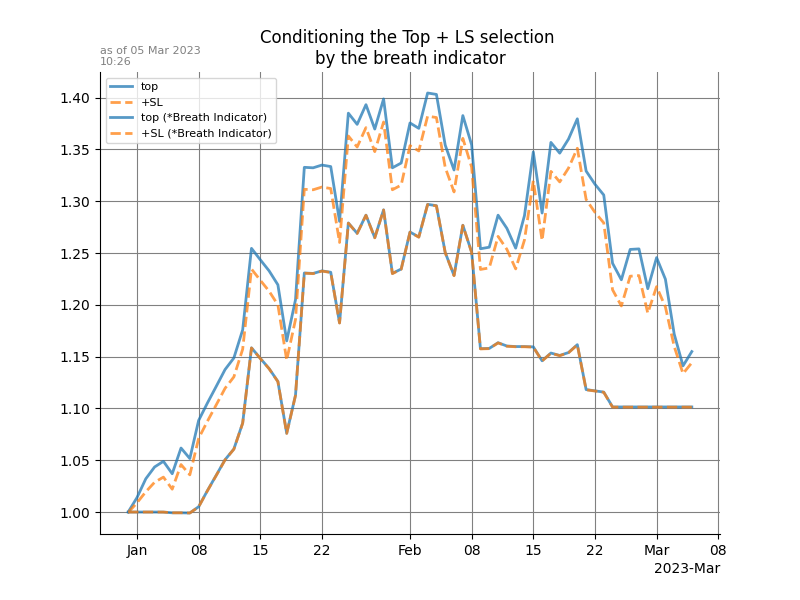 Conditioning the Top + LS selection
by the breath indicator
as of 05 Mar 2023
10:26
top
+SL
top (*Breath Indicator)
+SL (*Breath Indicator)
1.40
1.35
1.30
1.25
1.20
1.15
1.10
1.05
1.00
Jan 08 15 22 Feb 08 15 22 Mar 08
2023-Mar